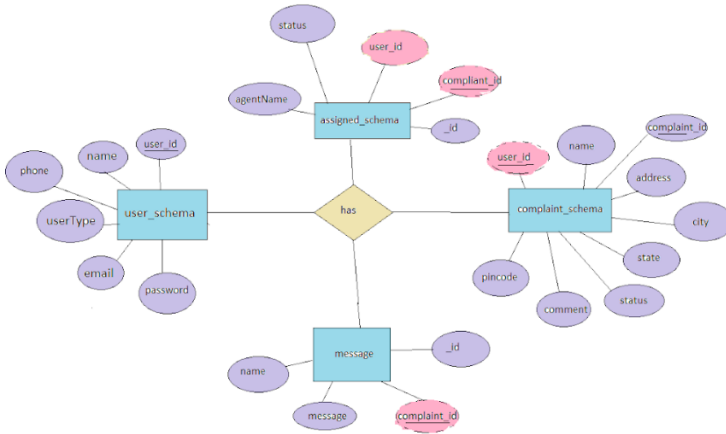 status
user_id
compliant_id
agentName
assigned_schema
_id
user_id
name
complaint_id
name
user_id
phone
address
userType
user_schema
has
complaint_schema
city
email
password
pincode
state
comment
status
message
_id
name
message
complaint_id